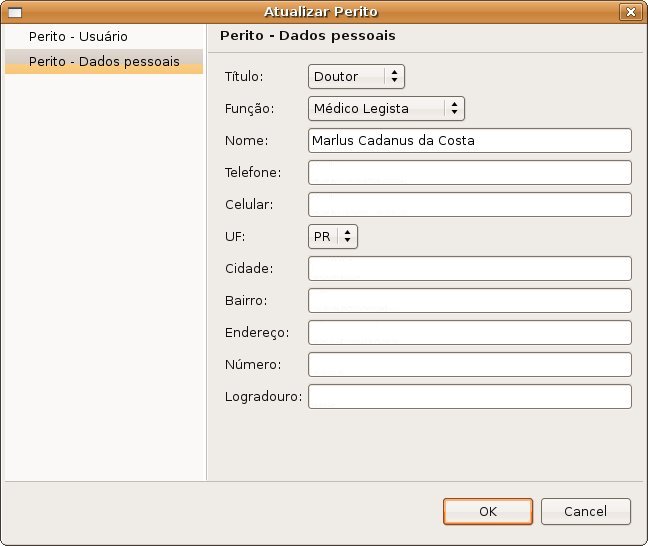 Atualizar Perito
Perito - Usuário
Perito - Dados pessoais
Perito - Dados pessoais
Título: Doutor
Função: Médico Legista
Nome: Marlus Cadanus da Costa
Telefone:
Celular:
UF: PR
Cidade:
Bairro:
Endereço:
Número:
Logradouro:
OK Cancel